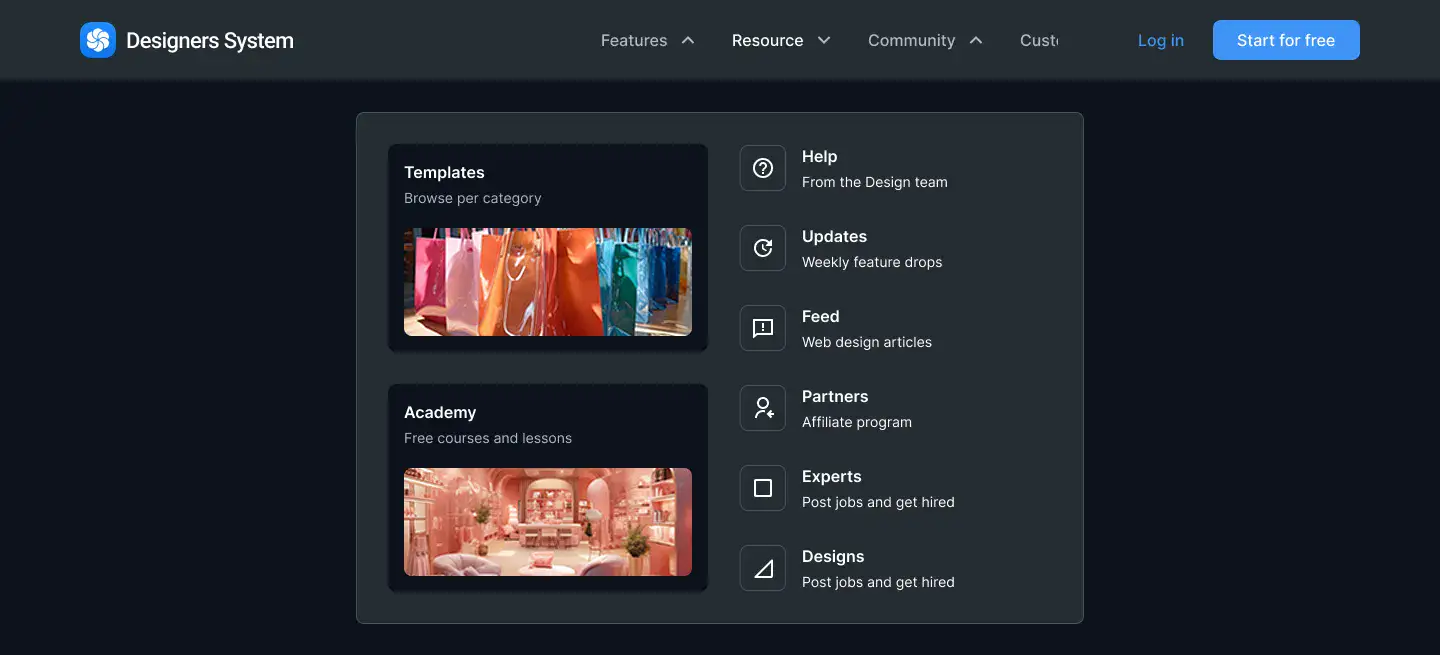 Designers System
Features
Resource
Community
Custo
Log in
Start for free
Templates
Browse per category
Academy
Free courses and lessons
Help
From the Design team
Updates
Weekly feature drops
Feed
Web design articles
Partners
Affiliate program
Experts
Post jobs and get hired
Designs
Post jobs and get hired